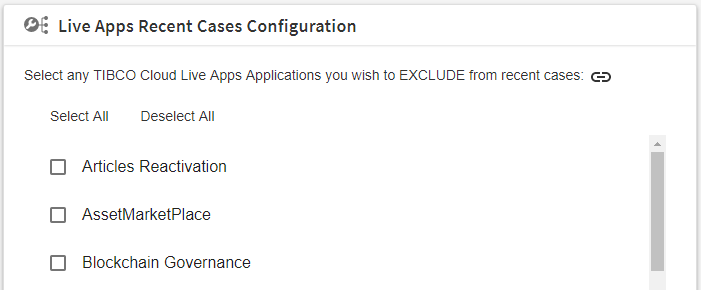 Live Apps Recent Cases Configuration
Select any TIBCO Cloud Live Apps Applications you wish to EXCLUDE from recent cases:
Select All Deselect All
Articles Reactivation
AssetMarketPlace
Blockchain Governance